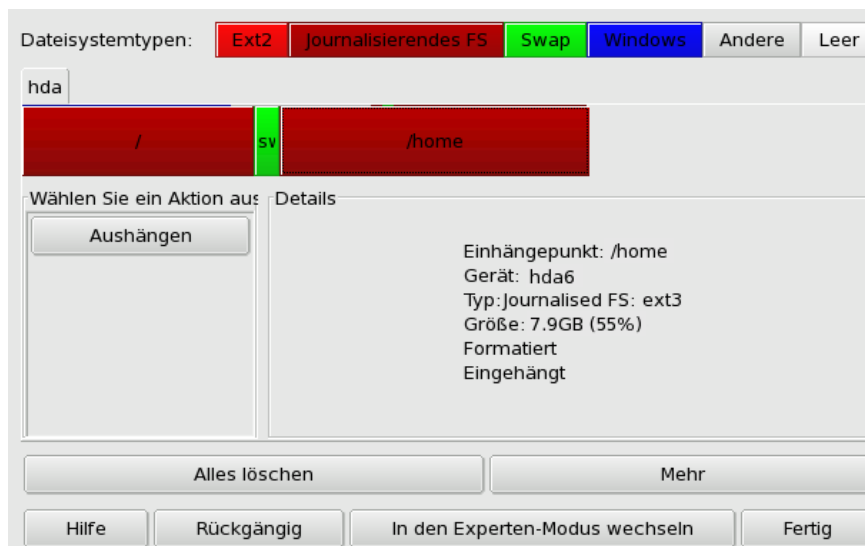 Dateisystemtypen: Ext2 Journalisierendes FS Swap Windows Andere Leer
hda
/ sw /home
Wählen Sie ein Aktion aus Details
Aushängen
Einhängepunkt: /home
Gerät: hda6
Typ:Journalised FS: ext3
Größe: 7.9GB (55%)
Formatiert
Eingehängt
Alles löschen Mehr
Hilfe Rückgängig In den Experten-Modus wechseln Fertig